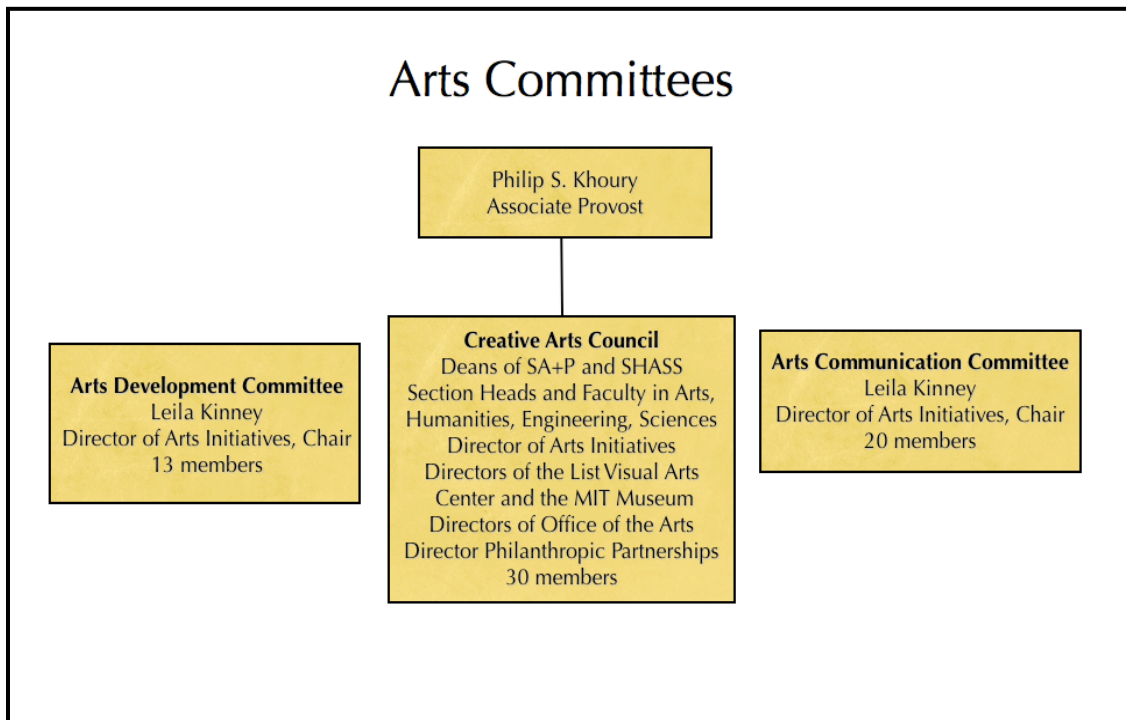 Arts Committees
Philip S. Khoury
Associate Provost
Arts Development Committee
Leila Kinney
Director of Arts Initiatives, Chair
13 members
Creative Arts Council
Deans of SA+P and SHASS
Section Heads and Faculty in Arts,
Humanities, Engineering, Sciences
Director of Arts Initiatives
Directors of the List Visual Arts
Center and the MIT Museum
Directors of Office of the Arts
Director Philanthropic Partnerships
30 members
Arts Communication Committee
Leila Kinney
Director of Arts Initiatives, Chair
20 members